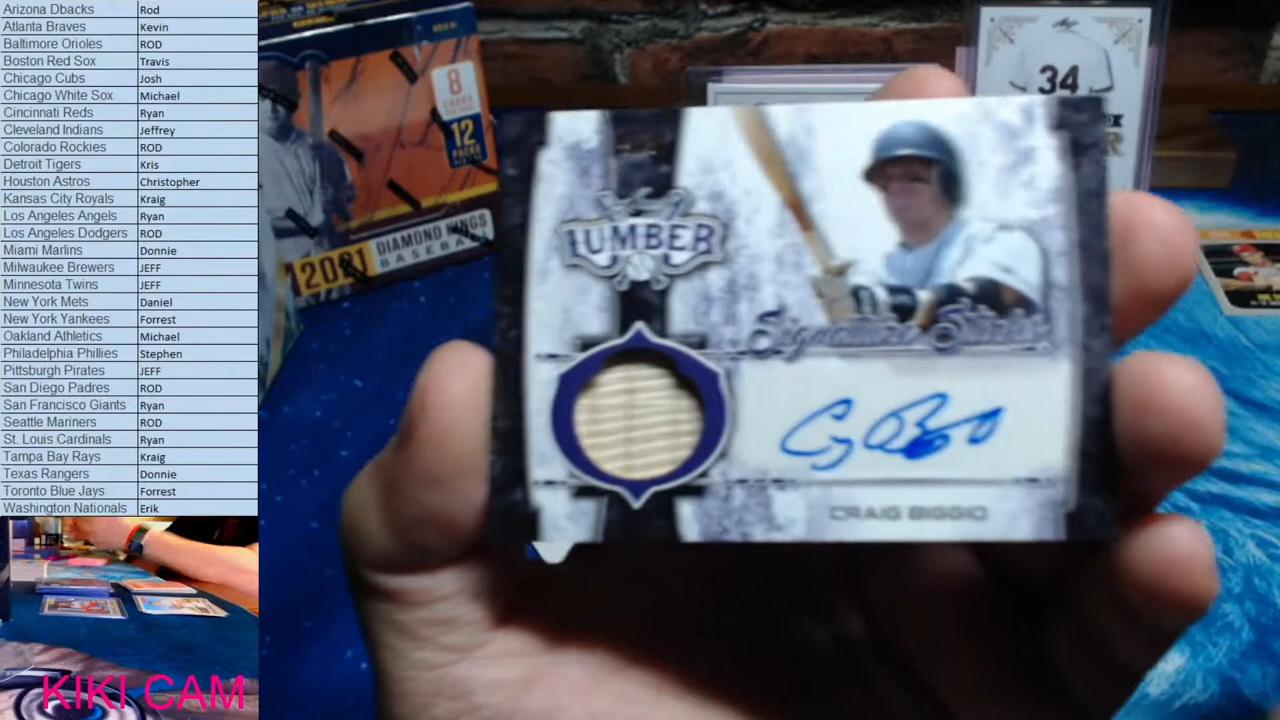 Arizona Dbacks Rod
Atlanta Braves Kevin
Baltimore Orioles ROD
Boston Red Sox Travis
Chicago Cubs Josh
Chicago White Sox Michael
Cincinnati Reds Ryan
Cleveland Indians Jeffrey
Colorado Rockies ROD
Detroit Tigers Kris
Houston Astros Christopher
Kansas City Royals Kraig
Los Angeles Angels Ryan
Los Angeles Dodgers ROD
Miami Marlins Donnie
Milwaukee Brewers JEFF
Minnesota Twins JEFF
New York Mets Daniel
New York Yankees Forrest
Oakland Athletics Michael
Philadelphia Phillies Stephen
Pittsburgh Pirates JEFF
San Diego Padres ROD
San Francisco Giants Ryan
Seattle Mariners ROD
St. Louis Cardinals Ryan
Tampa Bay Rays Kraig
Texas Rangers Donnie
Toronto Blue Jays Forrest
Washington Nationals Erik
KIKI CAM
8
CARDS
12
PACKS
2021 DIAMOND KINGS
BASEBALL
34
LUMBER
Signature
CRAIG BIGGIO